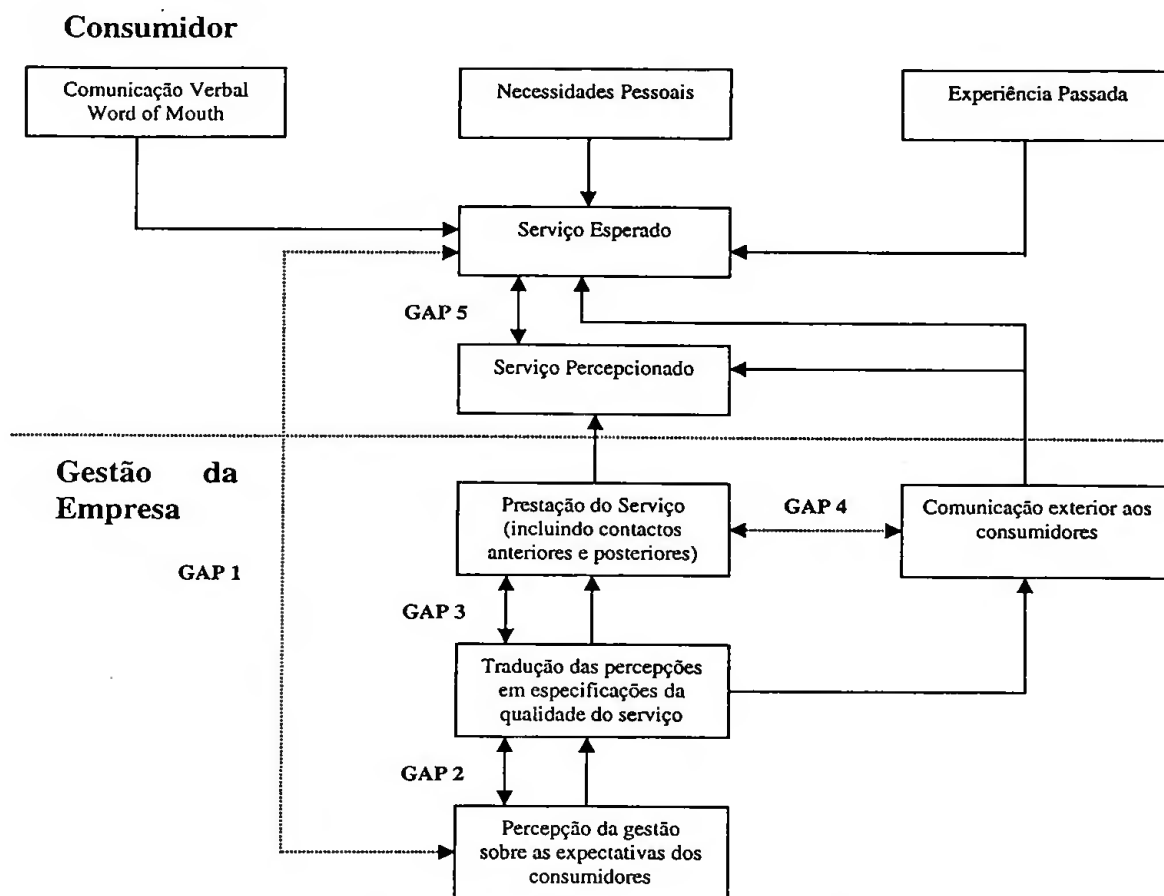 Consumidor
Comunicação Verbal
Word of Mouth
Necessidades Pessoais
Experiência Passada
Serviço Esperado
GAP 5
Serviço Percepcionado
Gestão da
Empresa
Prestação do Serviço
(incluindo contactos
anteriores e posteriores)
GAP 4
Comunicação exterior aos
consumidores
GAP 1
GAP 3
Tradução das percepções
em especificações da
qualidade do serviço
GAP 2
Percepção da gestão
sobre as expectativas dos
consumidores